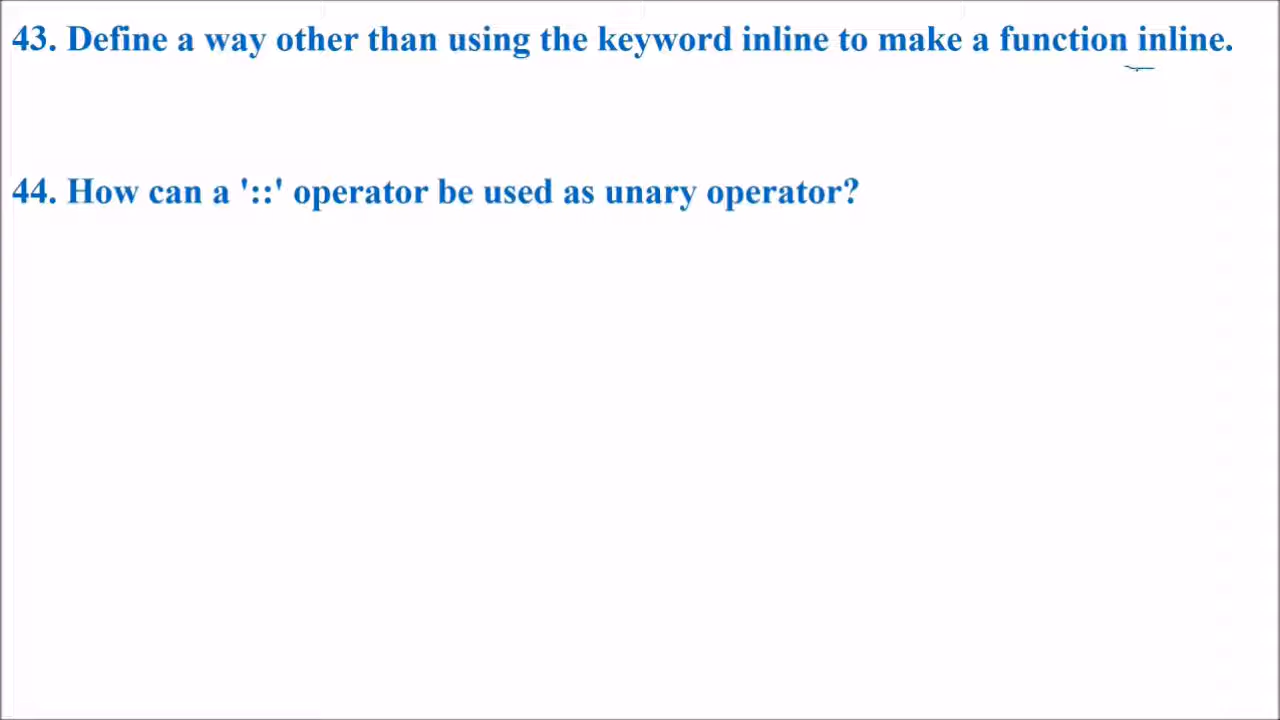 43. Define a way other than using the keyword inline to make a function inline.
44. How can a '::' operator be used as unary operator?